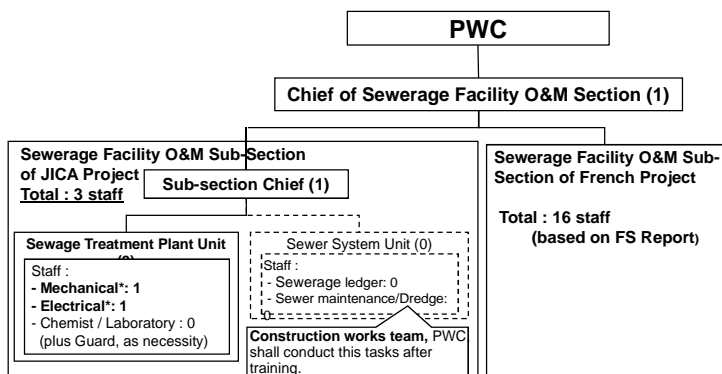 PWC
Chief of Sewerage Facility O&M Section (1)
Sewerage Facility O&M Sub-Section
of JICA Project
Total : 3 staff
Sub-section Chief (1)
Sewage Treatment Plant Unit
Staff :
- Mechanical*: 1
- Electrical*: 1
- Chemist / Laboratory : 0
(plus Guard, as necessity)
Sewer System Unit (0)
Staff :
- Sewerage ledger: 0
- Sewer maintenance/Dredge:
0
Construction works team, PWC,
shall conduct this tasks after
training.
Sewerage Facility O&M Sub-
Section of French Project
Total : 16 staff
(based on FS Report)